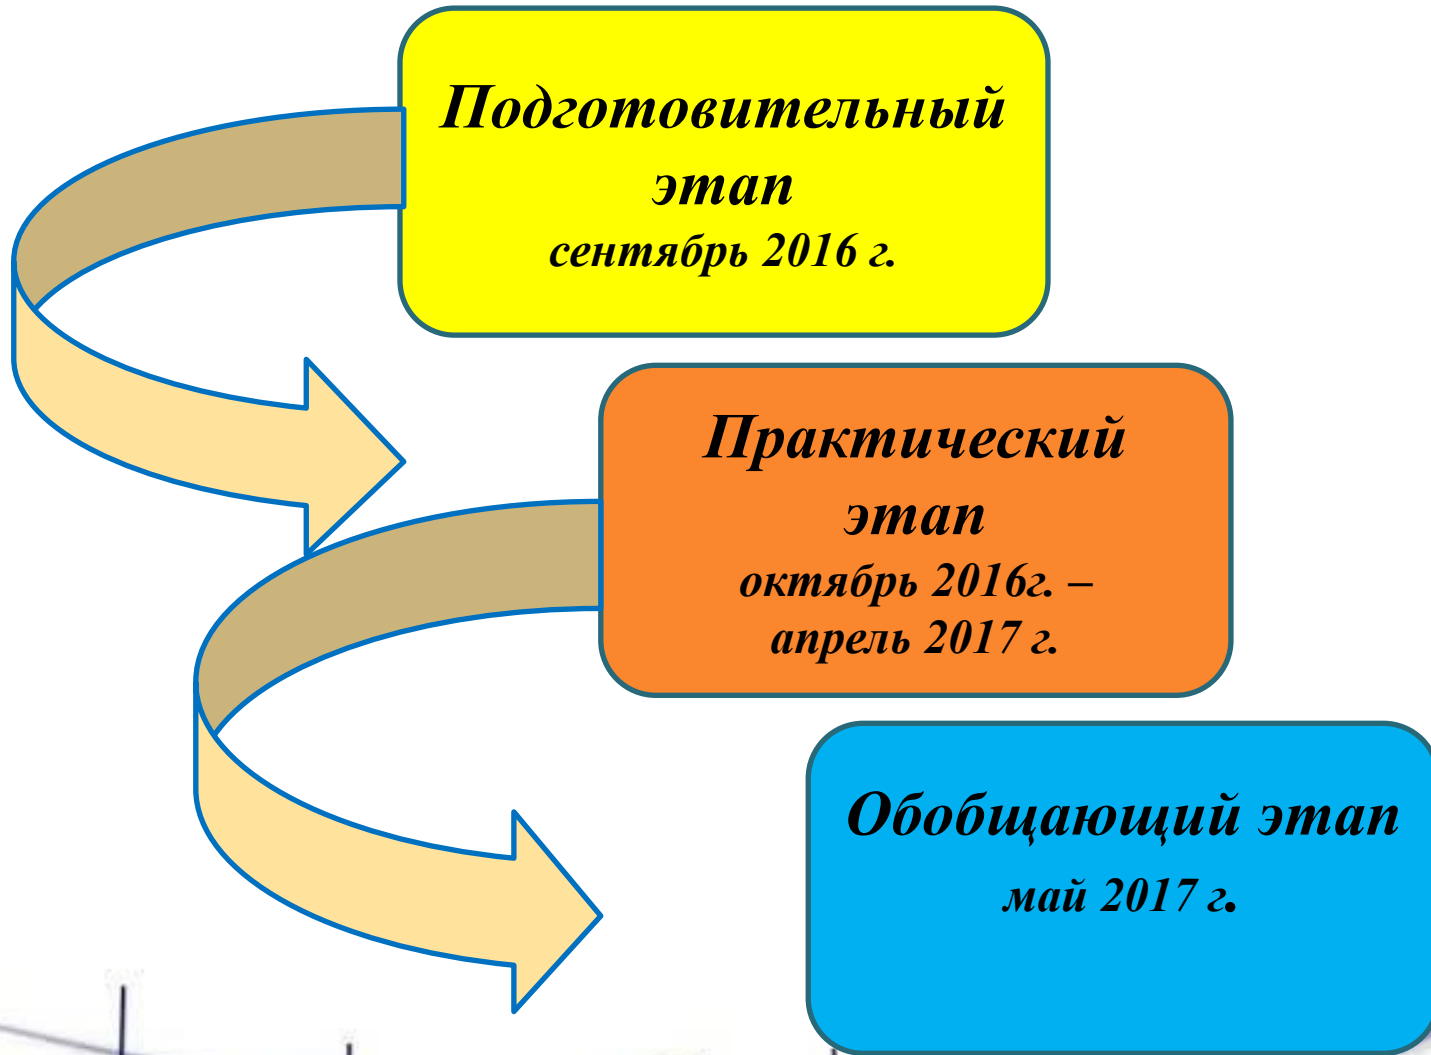 Подготовительный
этап
сентябрь 2016 г.
Практический
этап
октябрь 2016г. –
апрель 2017 г.
Обобщающий этап
май 2017 г.